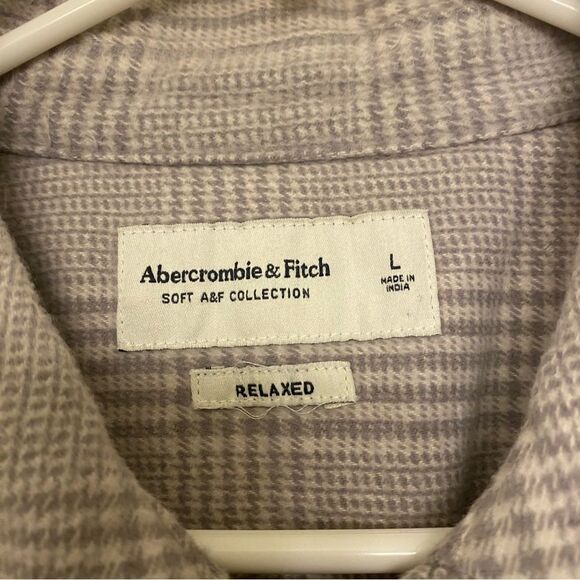 Abercrombie & Fitch
SOFT A&F COLLECTION
L
MADE IN
INDIA
RELAXED